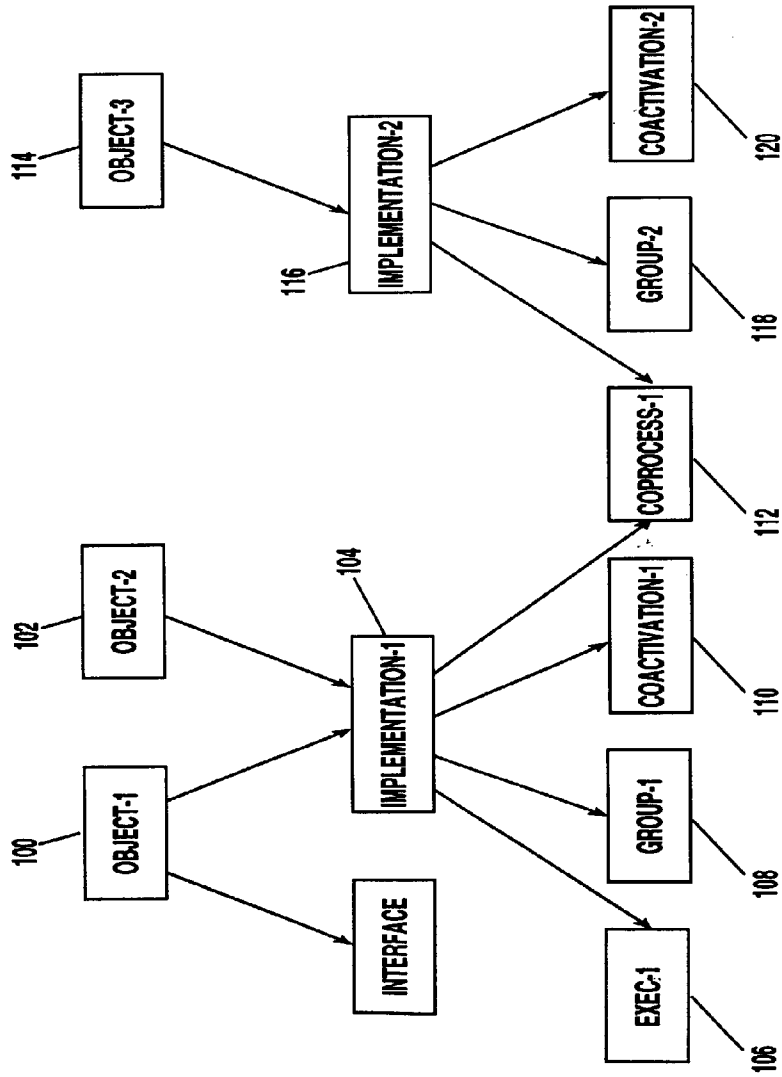 100
OBJECT-1
102
OBJECT-2
114
OBJECT-3
INTERFACE
IMPLEMENTATION-1
104
116
IMPLEMENTATION-2
EXEC-1
GROUP-1
COACTIVATION-1
COPROCESS-1
GROUP-2
COACTIVATION-2
106
108
110
112
118
120